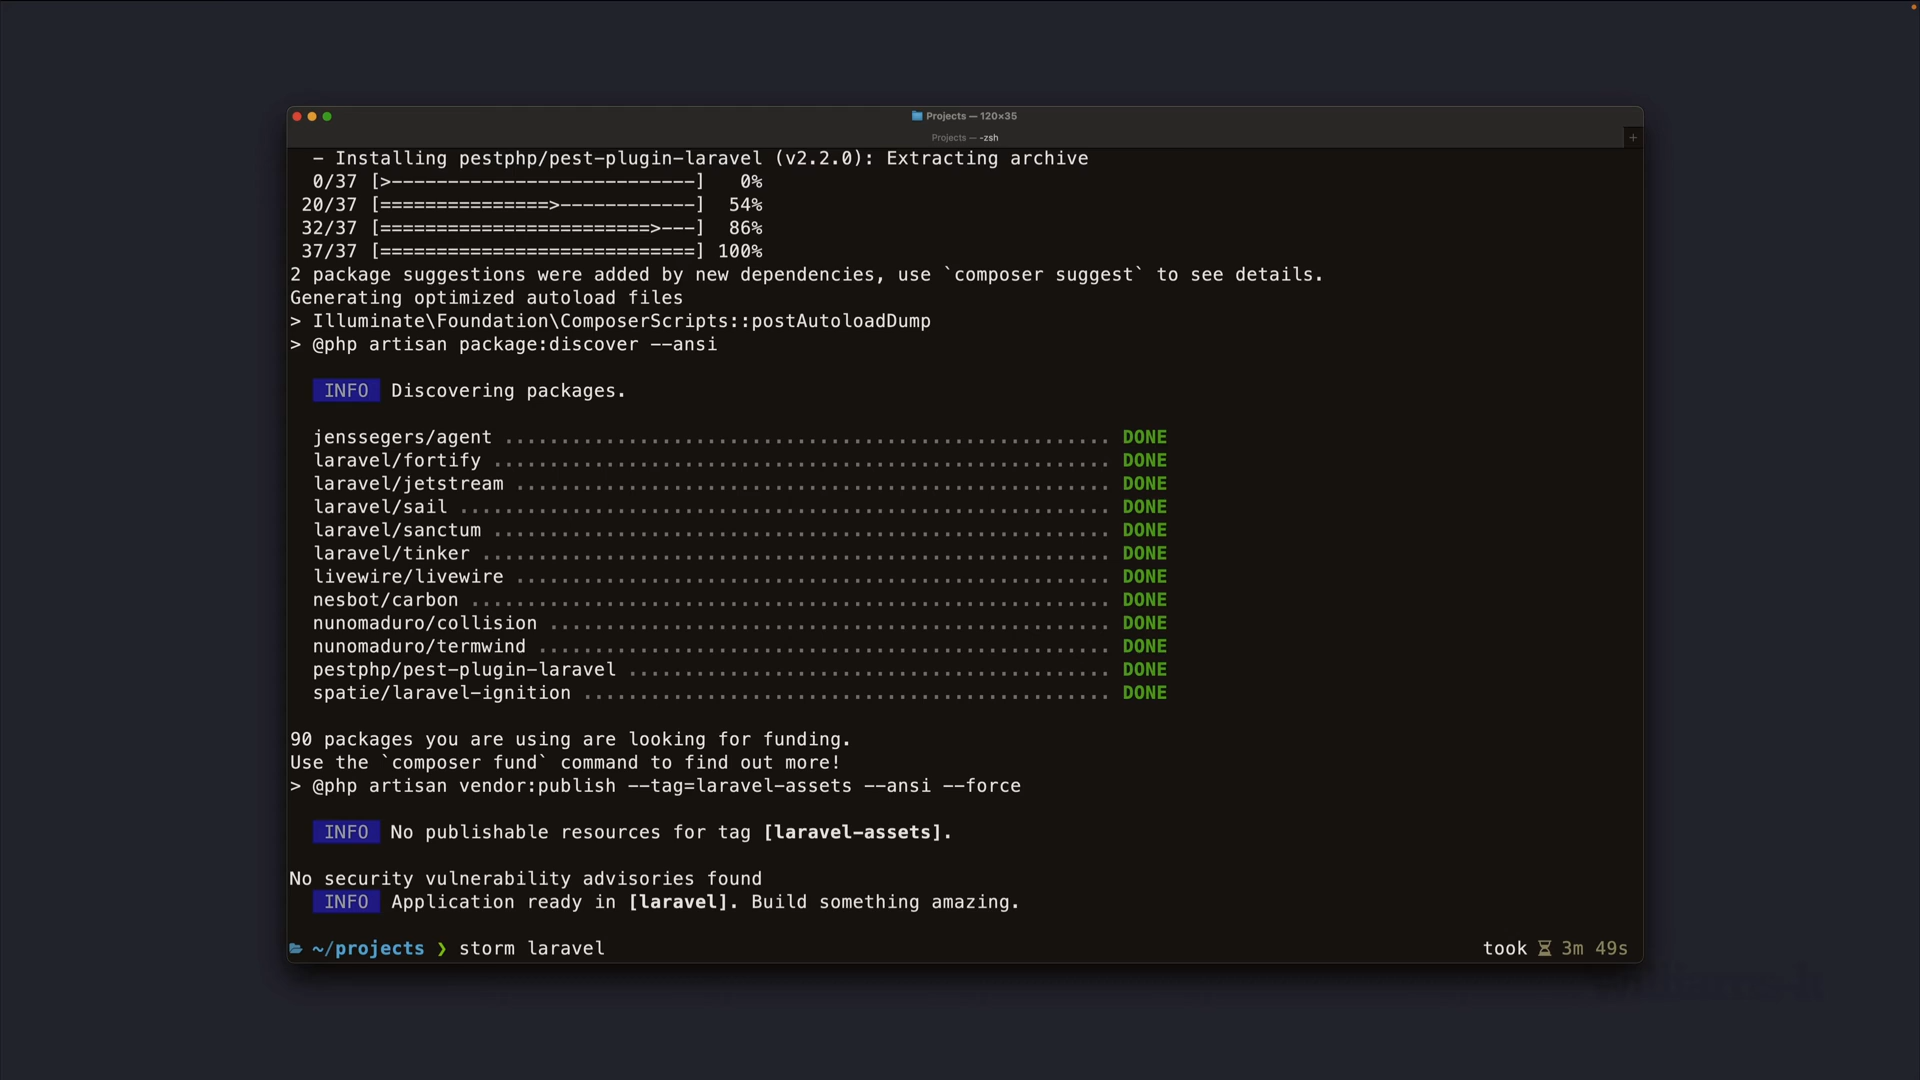 Projects — 120×35
Projects — -zsh
+
- Installing pestphp/pest-plugin-laravel (v2.2.0): Extracting archive
0/37 [>---------------------------]   0%
20/37 [===============>------------]  54%
32/37 [========================>---]  86%
37/37 [============================] 100%
2 package suggestions were added by new dependencies, use `composer suggest` to see details.
Generating optimized autoload files
> Illuminate\Foundation\ComposerScripts::postAutoloadDump
> @php artisan package:discover --ansi
INFO Discovering packages.
jenssegers/agent ...................................................... DONE
laravel/fortify ....................................................... DONE
laravel/jetstream ..................................................... DONE
laravel/sail .......................................................... DONE
laravel/sanctum ....................................................... DONE
laravel/tinker ........................................................ DONE
livewire/livewire ..................................................... DONE
nesbot/carbon ......................................................... DONE
nunomaduro/collision .................................................. DONE
nunomaduro/termwind ................................................... DONE
pestphp/pest-plugin-laravel ........................................... DONE
spatie/laravel-ignition ............................................... DONE
90 packages you are using are looking for funding.
Use the `composer fund` command to find out more!
> @php artisan vendor:publish --tag=laravel-assets --ansi --force
INFO No publishable resources for tag [laravel-assets].
No security vulnerability advisories found
INFO Application ready in [laravel]. Build something amazing.
~/projects ❯ storm laravel took ⌛ 3m 49s